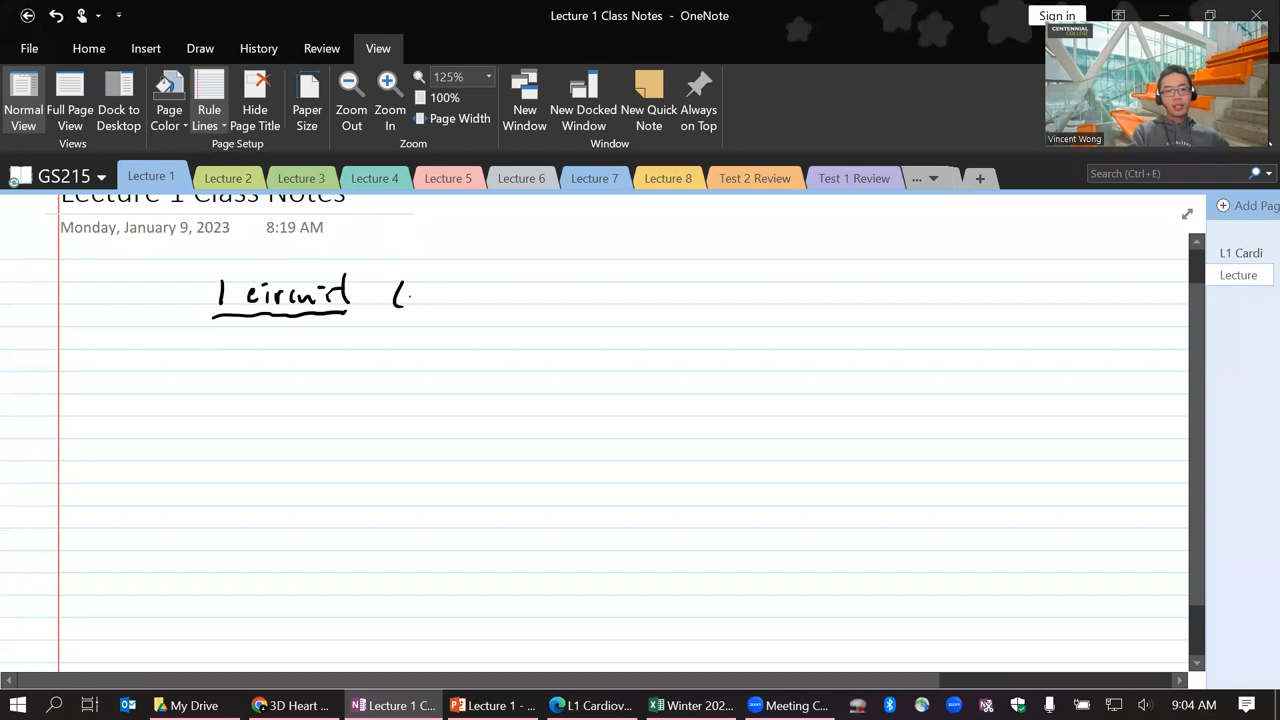 Lecture 1 Class Notes - OneNote
Sign in
File Home Insert Draw History Review View
Normal View
Full Page View
Dock to Desktop
Page Color
Rule Lines
Hide Page Title
Paper Size
Zoom Out
Zoom In
125%
100%
Page Width
New Window
New Docked Window
New Quick Note
Always on Top
Views Page Setup Zoom Window
CENTENNIAL COLLEGE
Vincent Wong
GS215 Lecture 1 Lecture 2 Lecture 3 Lecture 4 Lecture 5 Lecture 6 Lecture 7 Lecture 8 Test 2 Review Test 1 Review ... + Search (Ctrl+E)
Lecture 1 Class Notes
Monday, January 9, 2023 8:19 AM
Add Pag
L1 Cardi
Lecture
1 circuit (
My Drive 3D Heart ... Lecture 1 C... Lecture 1 - ... L1 Cardiov... Winter 202... Meeting C... 9:04 AM